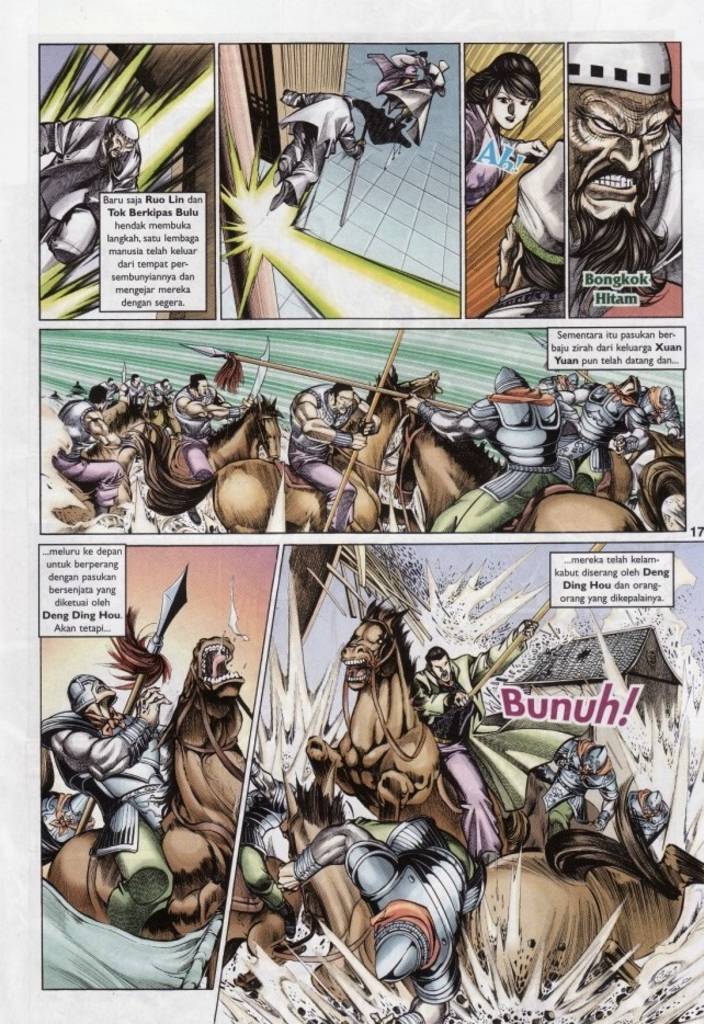 Baru saja Ruo Lin dan
Tok Berkipas Bulu
hendak membuka
langkah, satu lembaga
manusia telah keluar
dari tempat per-
sembunyiannya dan
mengejar mereka
dengan segera.
Ah!
Bongkok
Hitam
Sementara itu pasukan ber-
baju zirah dari keluarga Xuan
Yuan pun telah datang dan...
17
...meluru ke depan
untuk berperang
dengan pasukan
bersenjata yang
diketuai oleh
Deng Ding Hou.
Akan tetapi...
...mereka telah kelam-
kabut diserang oleh Deng
Ding Hou dan orang-
orang yang dikepalainya.
Bunuh!